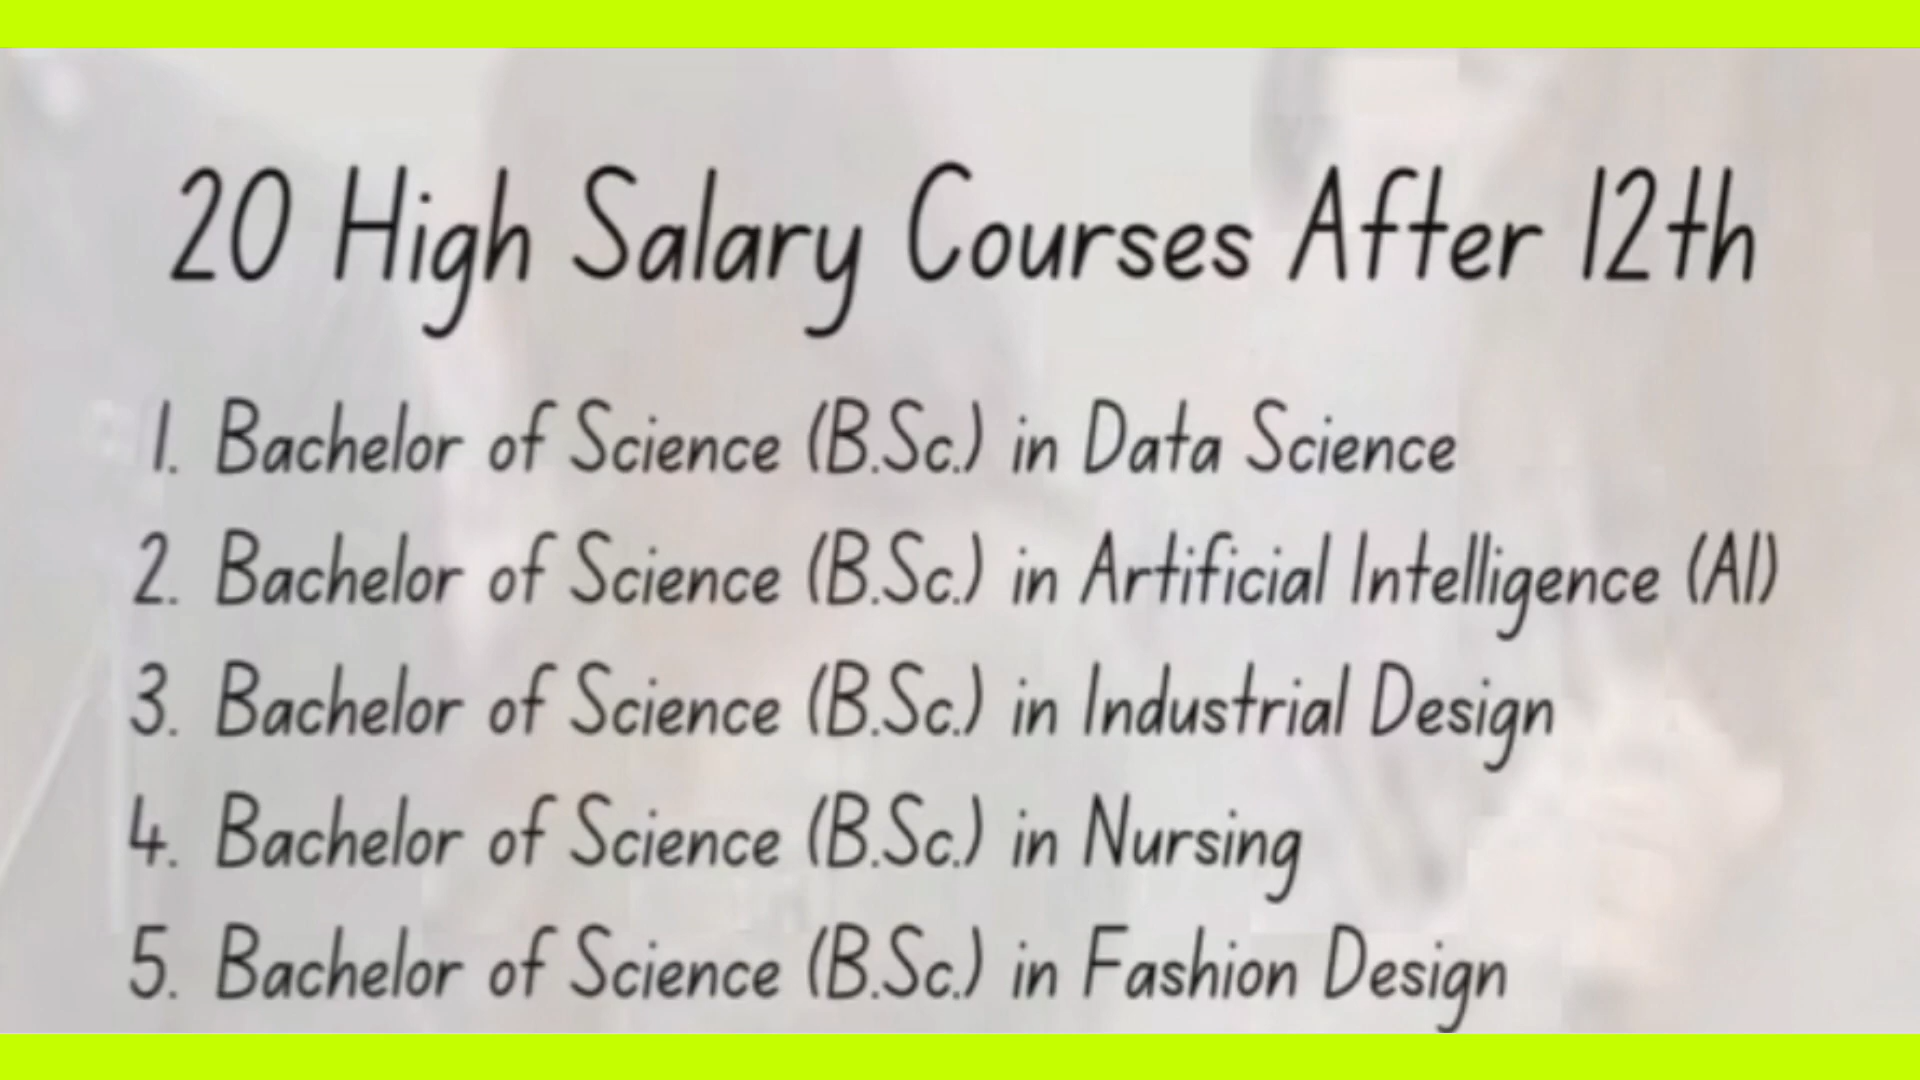 20 High Salary Courses After 12th
1. Bachelor of Science (B.Sc.) in Data Science
2. Bachelor of Science (B.Sc.) in Artificial Intelligence (AI)
3. Bachelor of Science (B.Sc.) in Industrial Design
4. Bachelor of Science (B.Sc.) in Nursing
5. Bachelor of Science (B.Sc.) in Fashion Design